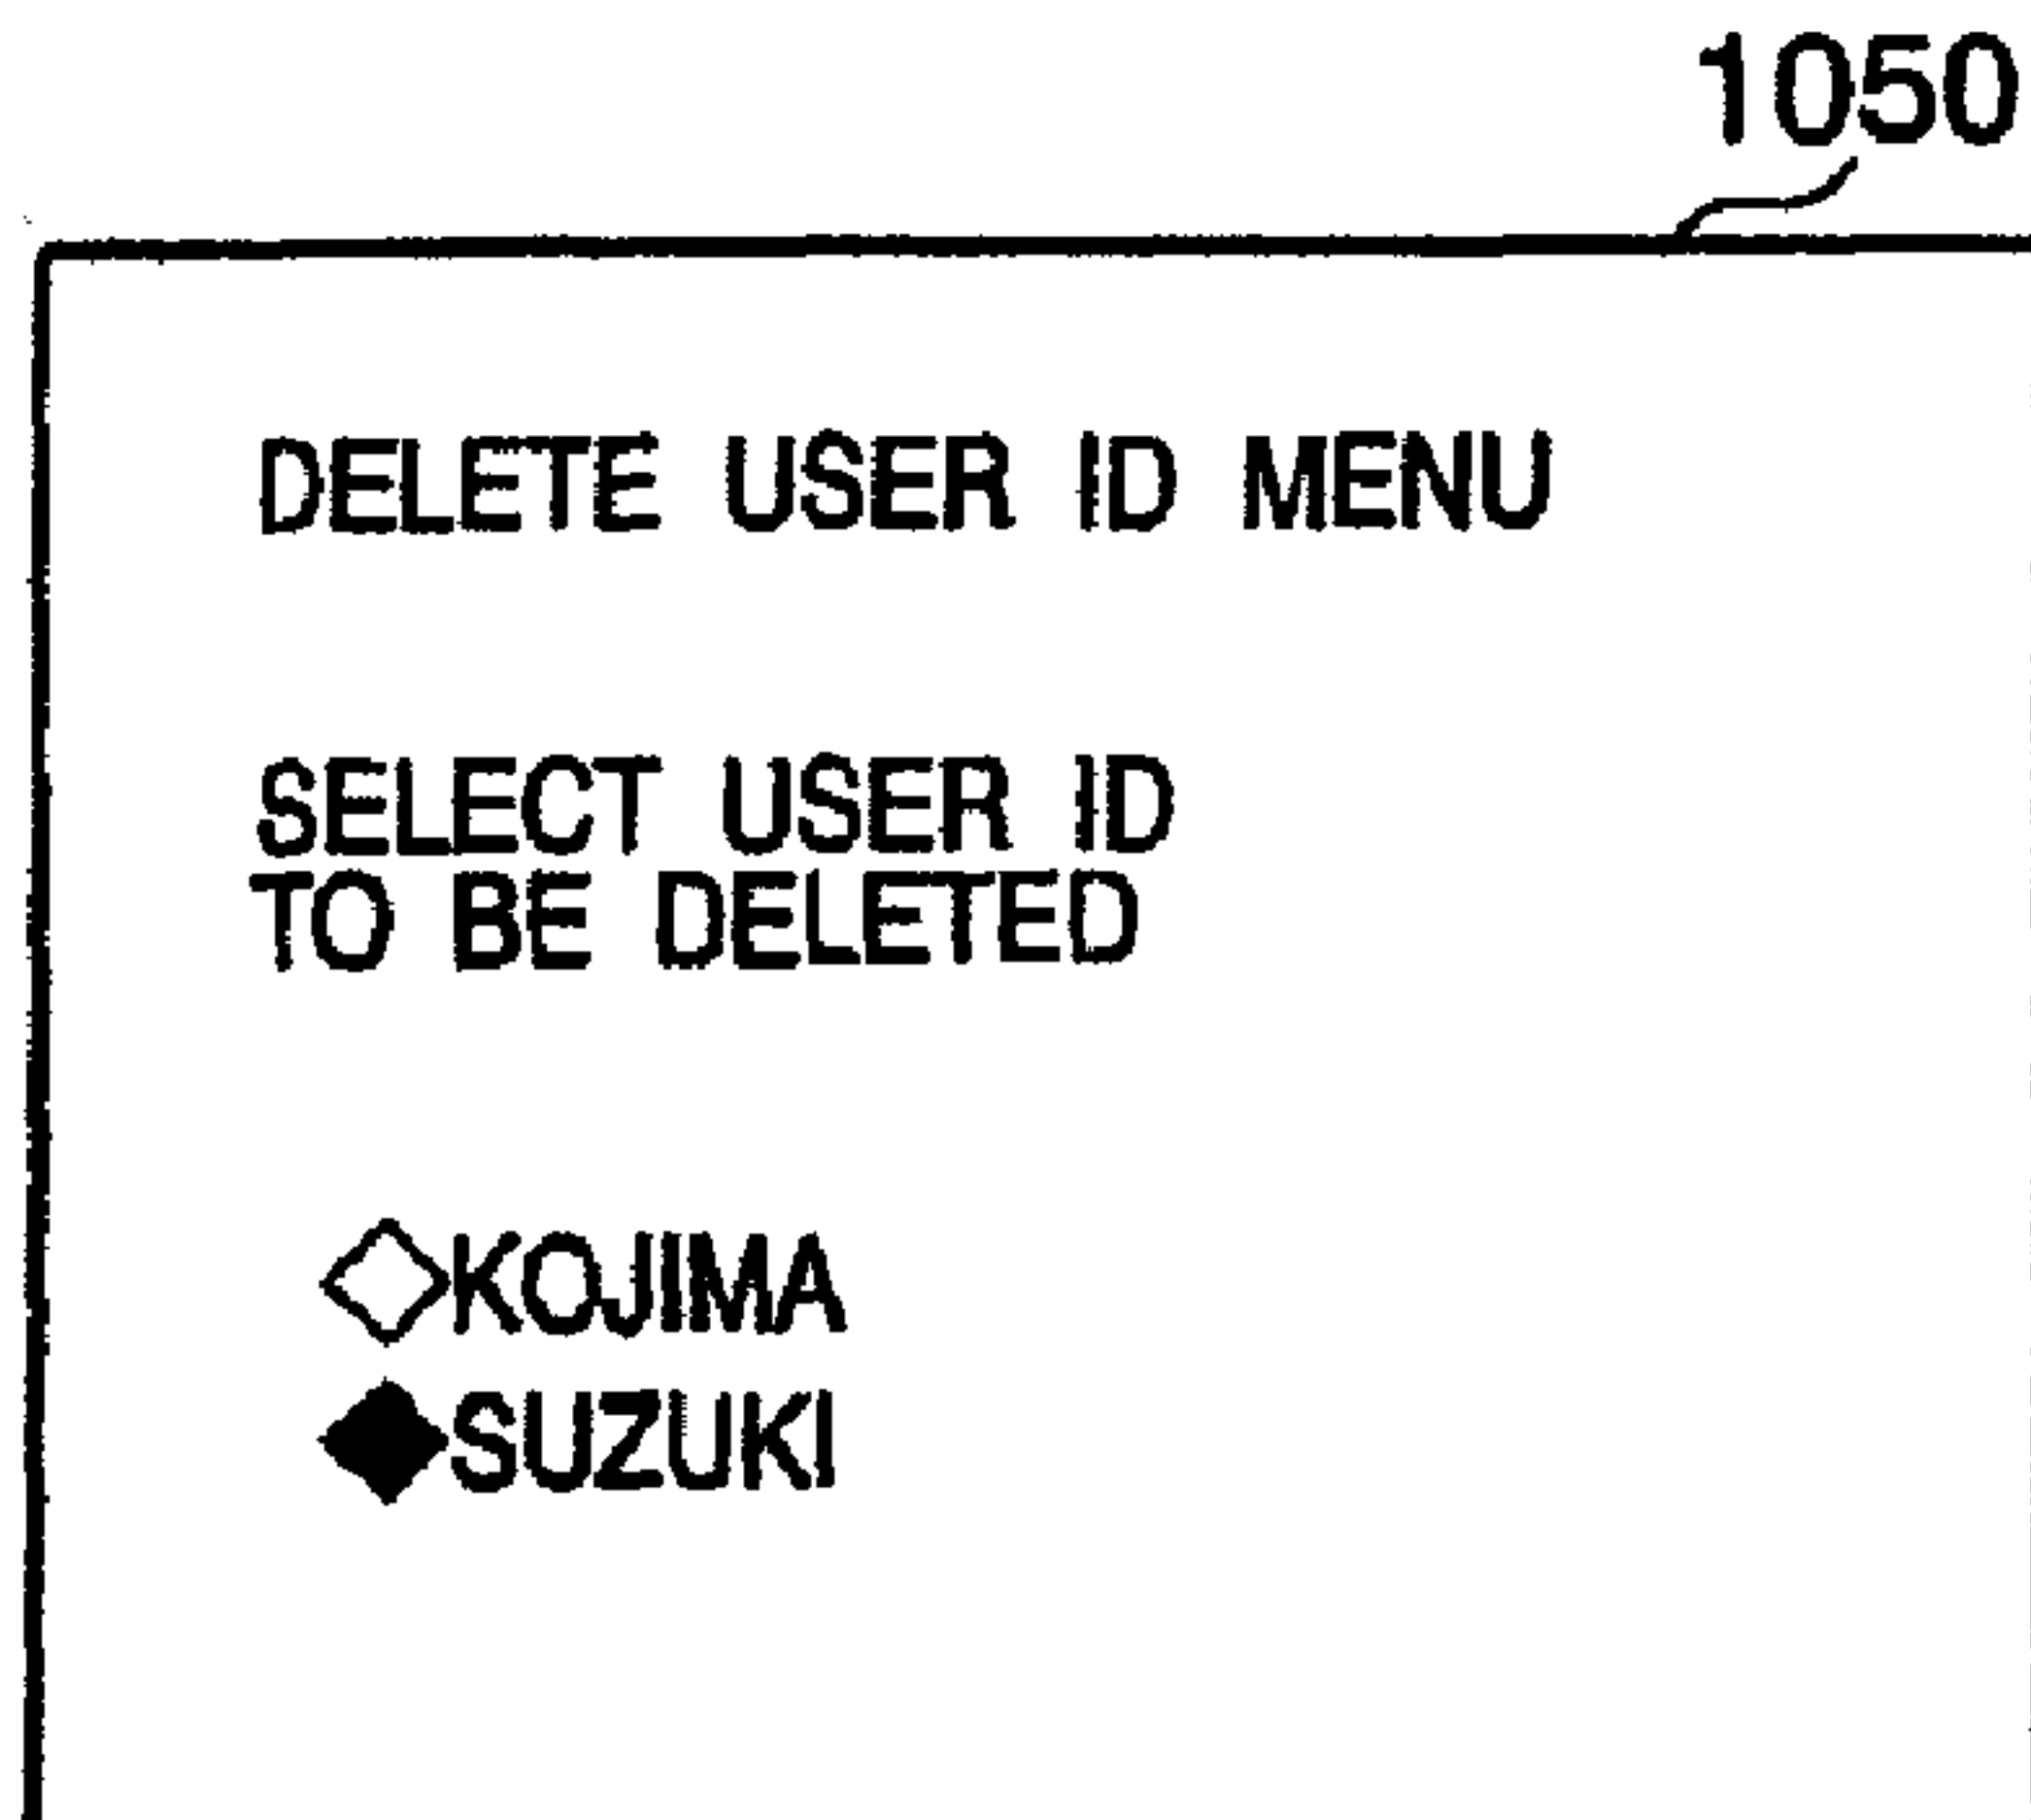 1050
DELETE USER ID MENU
SELECT USER ID
TO BE DELETED
◇KOJIMA
◆SUZUKI